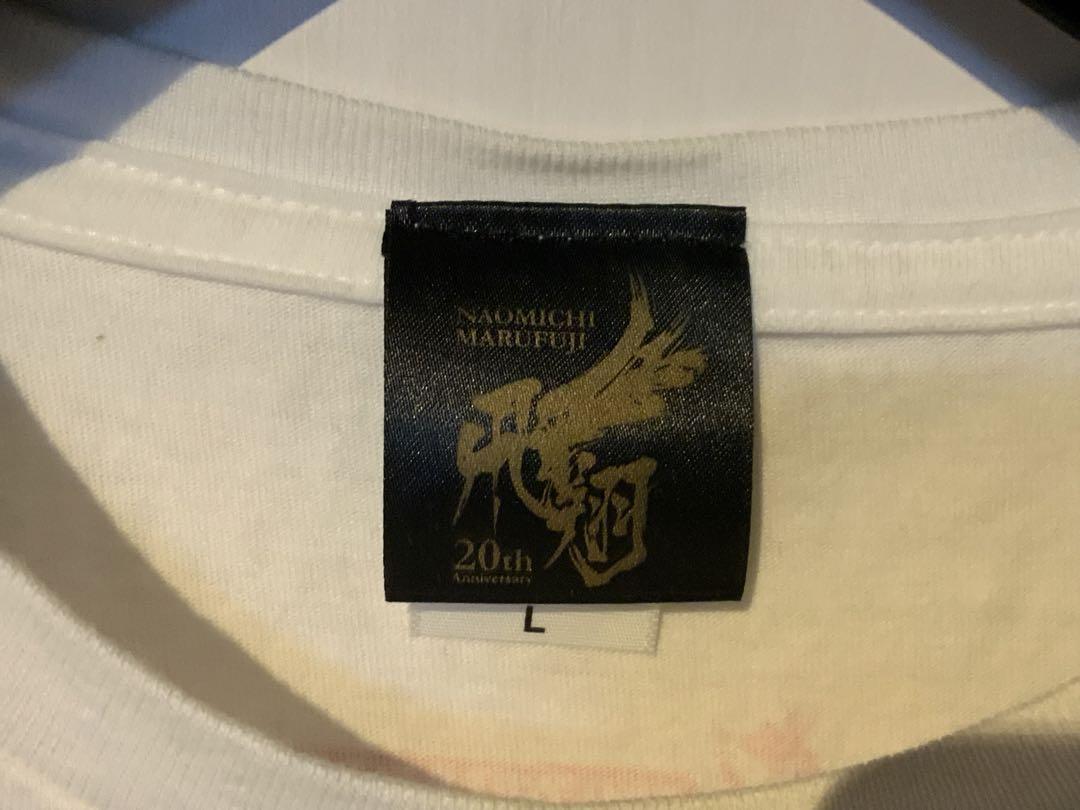 NAOMICHI
MARUFUJI
飛翔
20th
Anniversary
L